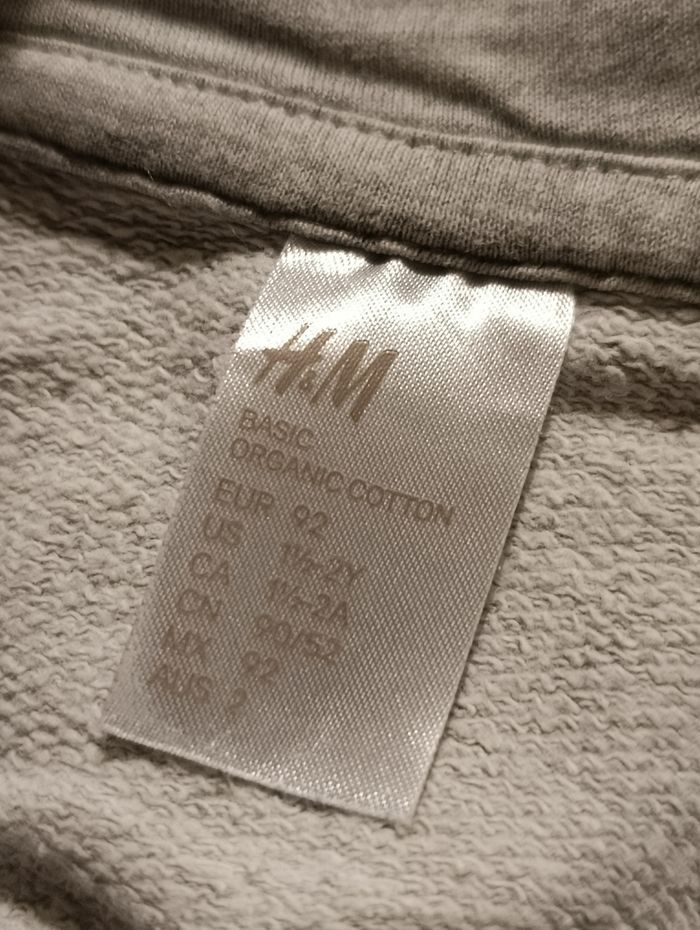 H&M
BASIC
ORGANIC COTTON
EUR 92
US 1½-2Y
CA 1½-2A
CN 90/52
MX 92
AUS 2